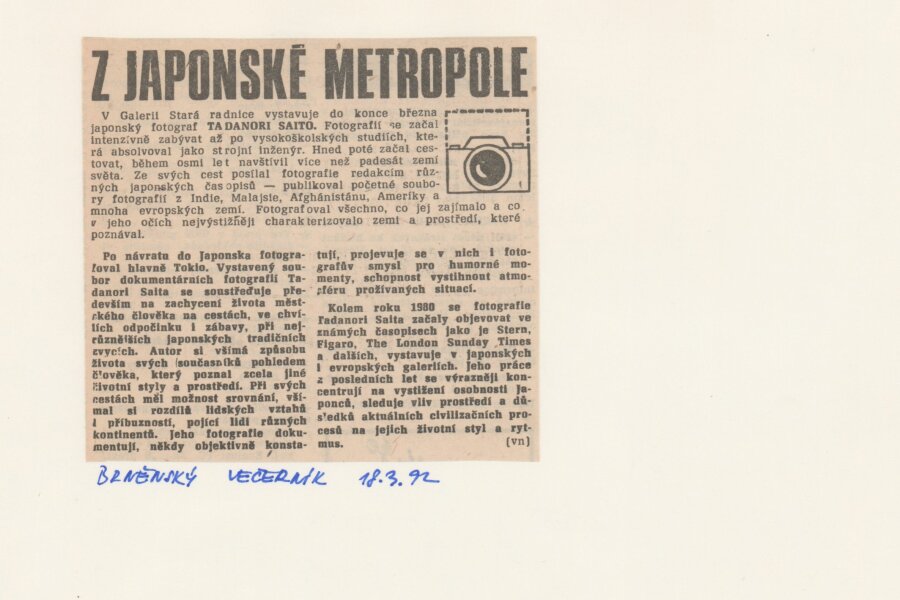 Z JAPONSKÉ METROPOLE
V Galerii Stará radnice vystavuje do konce března
japonský fotograf TADANORI SAITO. Fotografií se začal
intenzívně zabývat až po vysokoškolských studiích, kte-
rá absolvoval jako strojní inženýr. Hned poté začal ces-
tovat, během osmi let navštívil více než padesát zemí
světa. Ze svých cest posílal fotografie redakcím růz-
ných japonských časopisů — publikoval početné soubo-
ry fotografií z Indie, Malajsie, Afghánistánu, Ameriky a
mnoha evropských zemí. Fotografoval všechno, co jej zajímalo a co
v jeho očích nejvýstižněji charakterizovalo zemi a prostředí, které
poznával.
Po návratu do Japonska fotogra-
foval hlavně Tokio. Vystavený sou-
bor dokumentárních fotografií Ta-
danori Saita se soustřeďuje pře-
devším na zachycení života měst-
ského člověka na cestách, ve chví-
lích odpočinku i zábavy, při nej-
různějších japonských tradičních
zvycích. Autor si všímá způsobu
života svých současníků pohledem
člověka, který poznal zcela jiné
životní styly a prostředí. Při svých
cestách měl možnost srovnání, vší-
mal si rozdílů lidských vztahů
i příbuzností, pojící lidi různých
kontinentů. Jeho fotografie doku-
mentují, někdy objektivně konsta-
tují, projevuje se v nich i foto-
grafův smysl pro humorné mo-
menty, schopnost vystihnout atmo-
sféru prožívaných situací.
Kolem roku 1980 se fotografie
Tadanori Saita začaly objevovat ve
známých časopisech jako je Stern,
Figaro, The London Sunday Times
a dalších, vystavuje v japonských
i evropských galeriích. Jeho práce
z posledních let se výrazněji kon-
centrují na vystižení osobnosti Ja-
ponců, sleduje vliv prostředí a dů-
sledků aktuálních civilizačních pro-
cesů na jejich životní styl a ryt-
mus. (vn)
BRNĚNSKÝ VEČERNÍK 18.3.92